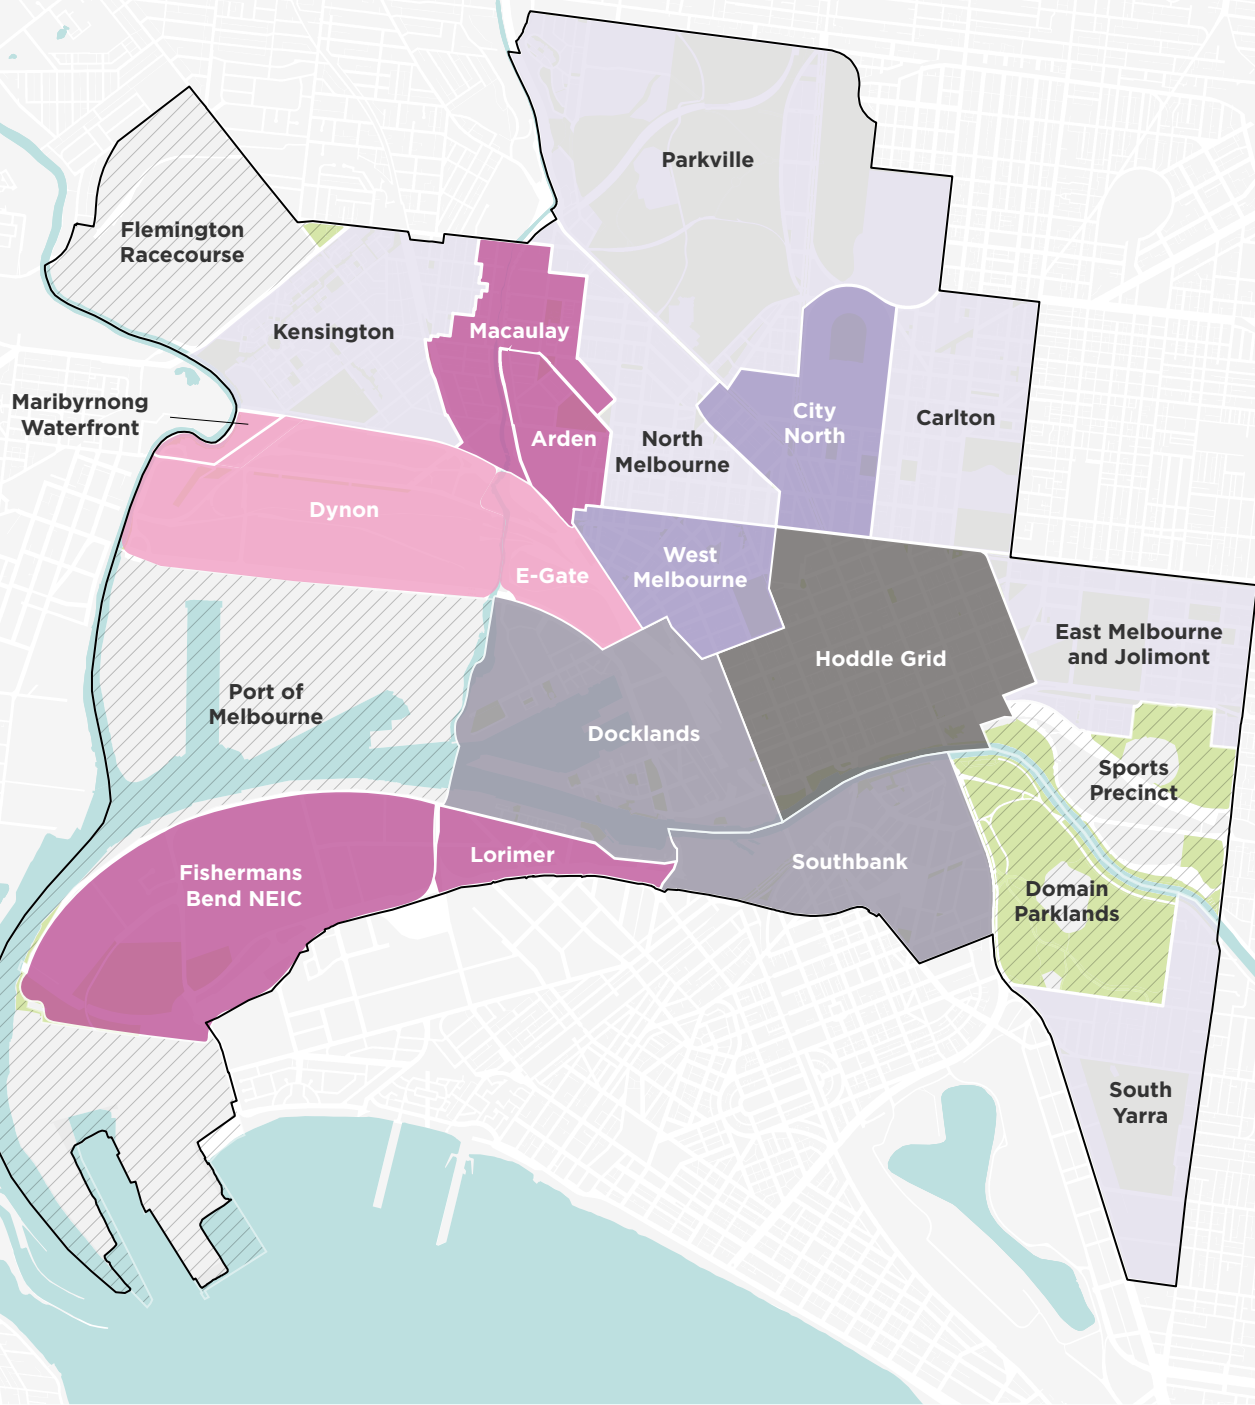 Parkville
Flemington
Racecourse
Kensington
Macaulay
Maribyrnong
Waterfront
City
North
Carlton
Arden
North
Melbourne
Dynon
West
Melbourne
E-Gate
East Melbourne
and Jolimont
Hoddle Grid
Port of
Melbourne
Docklands
Sports
Precinct
Lorimer
Southbank
Fishermans
Bend NEIC
Domain
Parklands
South
Yarra